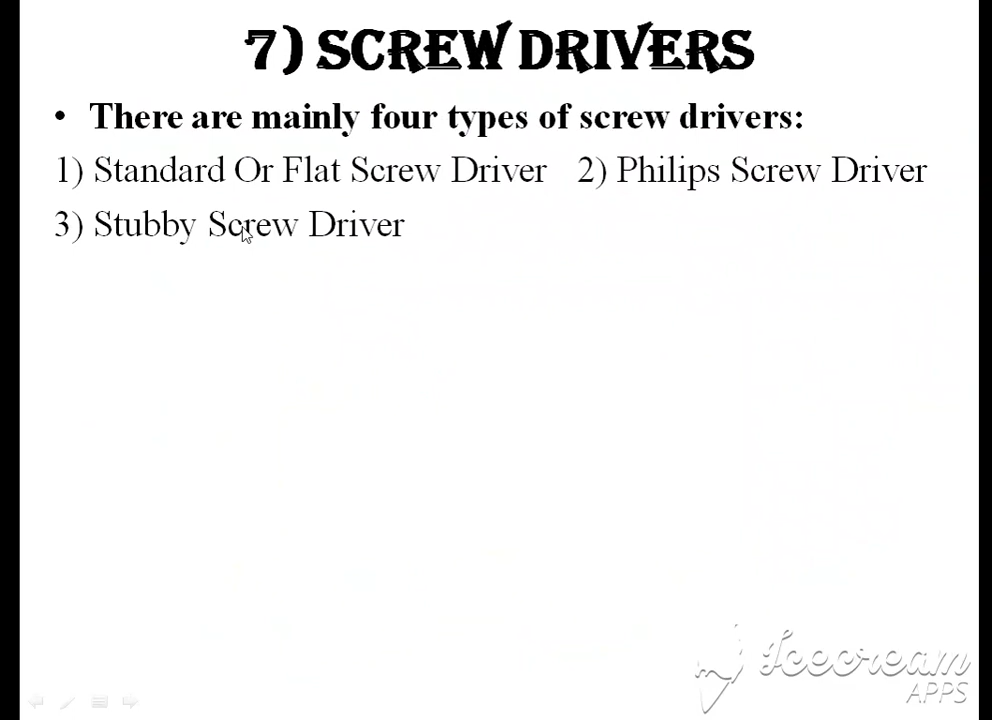 7) SCREW DRIVERS
• There are mainly four types of screw drivers:
1) Standard Or Flat Screw Driver 2) Philips Screw Driver
3) Stubby Screw Driver
Icecream
APPS